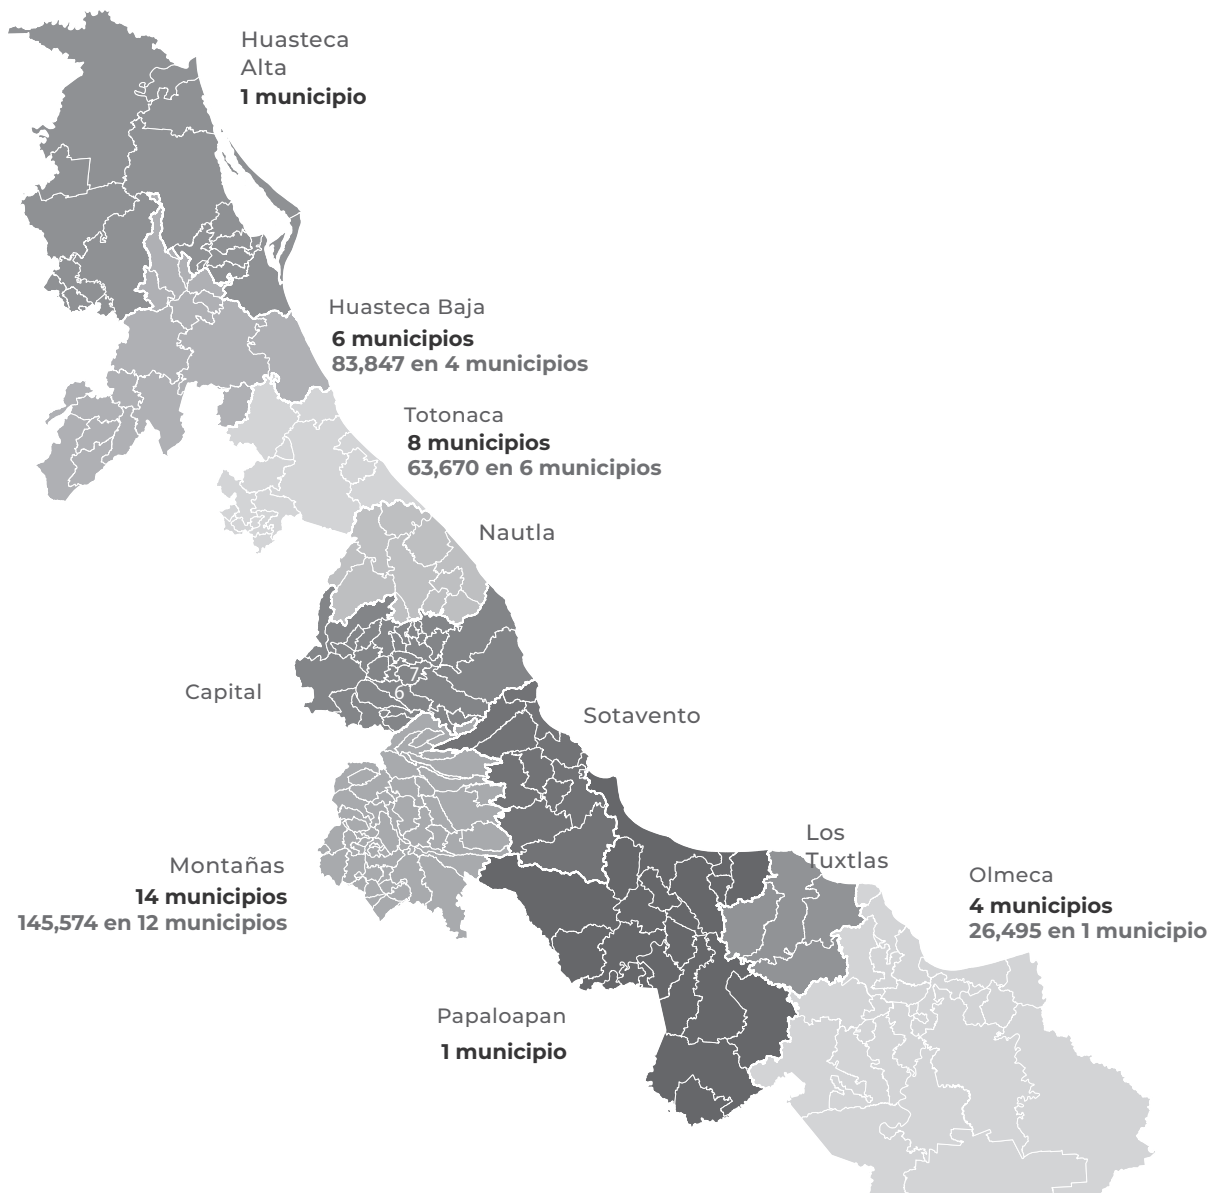 Huasteca
Alta
1 municipio
Huasteca Baja
6 municipios
83,847 en 4 municipios
Totonaca
8 municipios
63,670 en 6 municipios
Nautla
7
6
Capital
Sotavento
Los
Tuxtlas
Montañas
14 municipios
145,574 en 12 municipios
Olmeca
4 municipios
26,495 en 1 municipio
Papaloapan
1 municipio